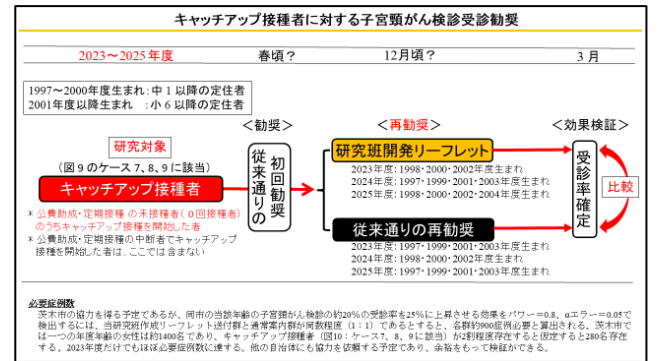 キャッチアップ接種者に対する子宮頸がん検診受診勧奨
2023～2025年度 春頃？ 12月頃？ 3月
1997～2000年度生まれ：中1以降の定住者
2001年度以降生まれ ：小6以降の定住者
研究対象
（図9のケース7、8、9に該当）
キャッチアップ接種者
＊公費助成・定期接種の未接種者（0回接種者）
のうちキャッチアップ接種を開始した者
＊公費助成・定期接種の中断者でキャッチアップ
接種を開始した者は、ここでは含まない
＜勧奨＞
従来通りの
初回勧奨
＜再勧奨＞
研究班開発リーフレット
2023年度：1998・2000・2002年度生まれ
2024年度：1997・1999・2001・2003年度生まれ
2025年度：1998・2000・2002・2004年度生まれ
従来通りの再勧奨
2023年度：1997・1999・2001・2003年度生まれ
2024年度：1998・2000・2002年度生まれ
2025年度：1997・1999・2001・2003年度生まれ
＜効果検証＞
受診率確定
比較
必要症例数
茨木市の協力を得る予定であるが、同市の当該年齢の子宮頸がん検診の約20%の受診率を25%に上昇させる効果をパワー=0.8、αエラー=0.05で
検出するには、当研究班作成リーフレット送付群と通常案内群が同数程度（1：1）であるとすると、各群約900症例必要と算出される。茨木市で
は一つの年度年齢の女性は約1400名であり、キャッチアップ接種者（図10：ケース7、8、9に該当）が2割程度存在すると仮定すると280名存在
する。2023年度だけでもほぼ必要症例数に達する。他の自治体にも協力を依頼する予定であり、余裕をもって検証ができる。